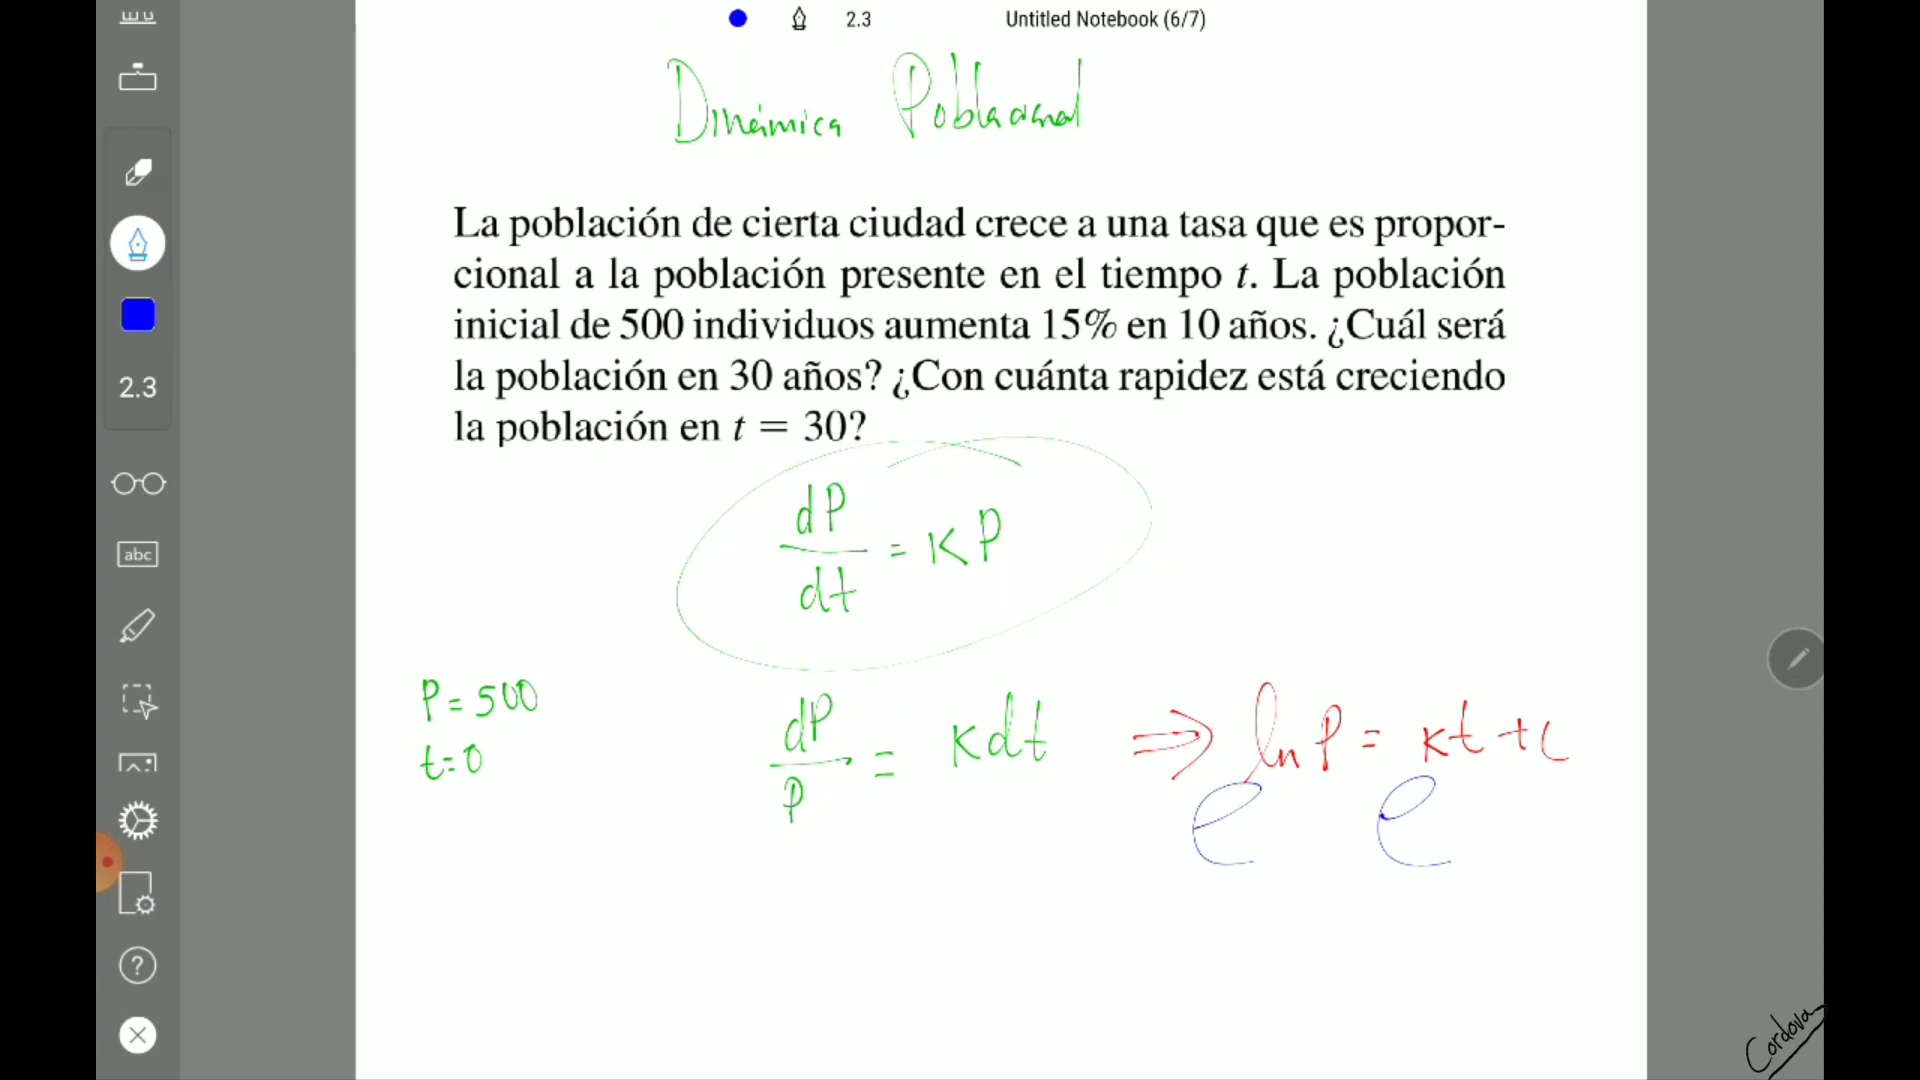 2.3 Untitled Notebook (6/7)
Dinámica Poblacional
La población de cierta ciudad crece a una tasa que es propor-
cional a la población presente en el tiempo t. La población
inicial de 500 individuos aumenta 15% en 10 años. ¿Cuál será
la población en 30 años? ¿Con cuánta rapidez está creciendo
la población en t = 30?
2.3
abc
dP/dt = KP
P = 500
t = 0
dP/P = Kdt ⇒ ln P = Kt + C
e e
?
Cordova